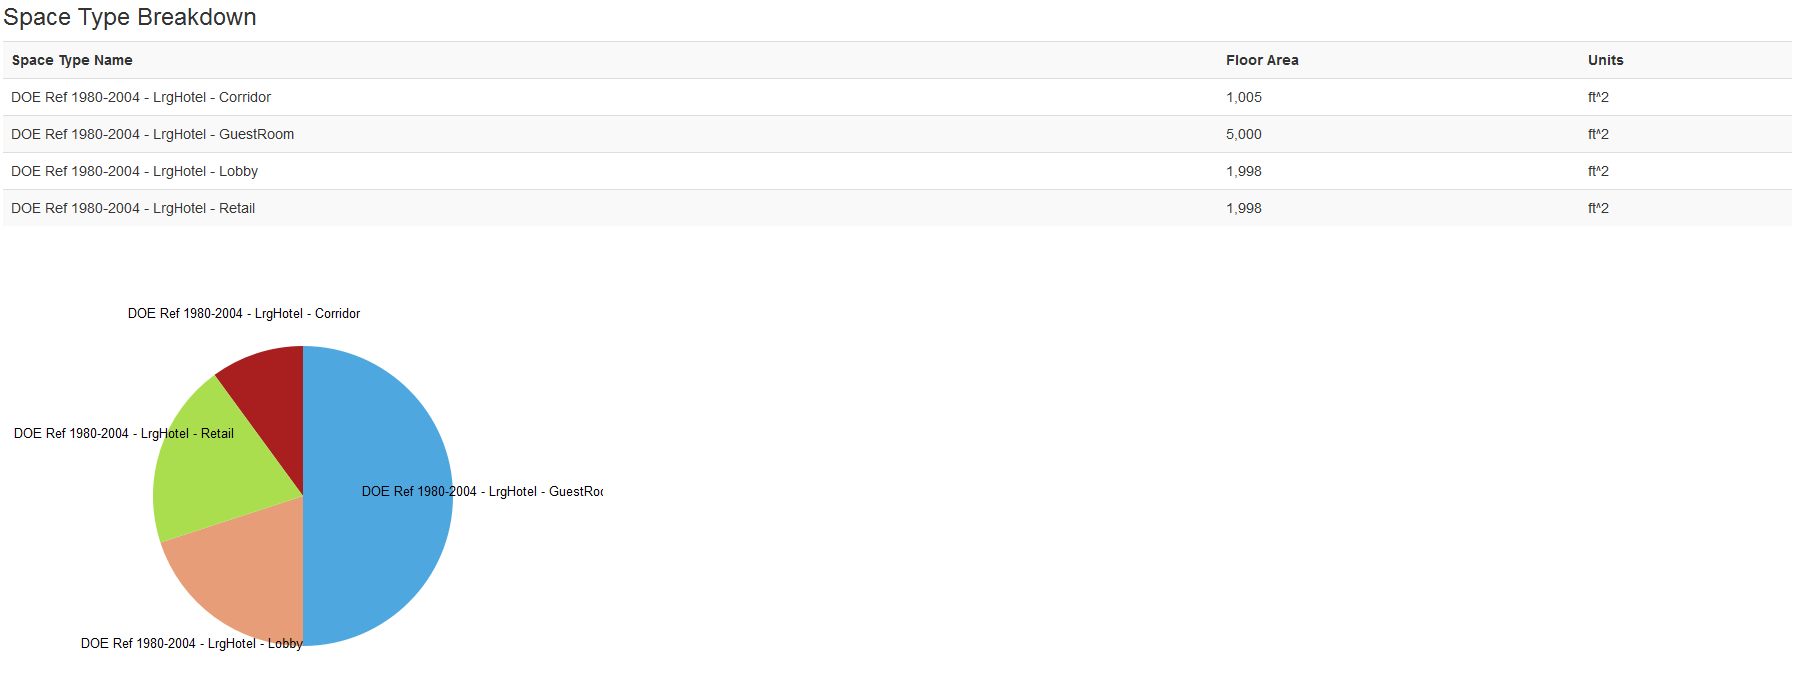 Space Type Breakdown
Space Type Name Floor Area Units
DOE Ref 1980-2004 - LrgHotel - Corridor 1,005 ft^2
DOE Ref 1980-2004 - LrgHotel - GuestRoom 5,000 ft^2
DOE Ref 1980-2004 - LrgHotel - Lobby 1,998 ft^2
DOE Ref 1980-2004 - LrgHotel - Retail 1,998 ft^2
DOE Ref 1980-2004 - LrgHotel - Corridor
DOE Ref 1980-2004 - LrgHotel - Retail
DOE Ref 1980-2004 - LrgHotel - GuestRoo
DOE Ref 1980-2004 - LrgHotel - Lobby